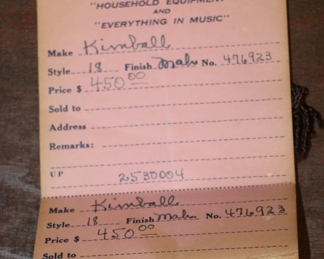 "HOUSEHOLD EQUIPMENT"
AND
"EVERYTHING IN MUSIC"
Make Kimball
Style 18 Finish Mah No. 476923
Price $ 450 00
Sold to
Address
Remarks:
UP 2530004
Make Kimball
Style 18 Finish Mah No. 476923
Price $ 450 00
Sold to